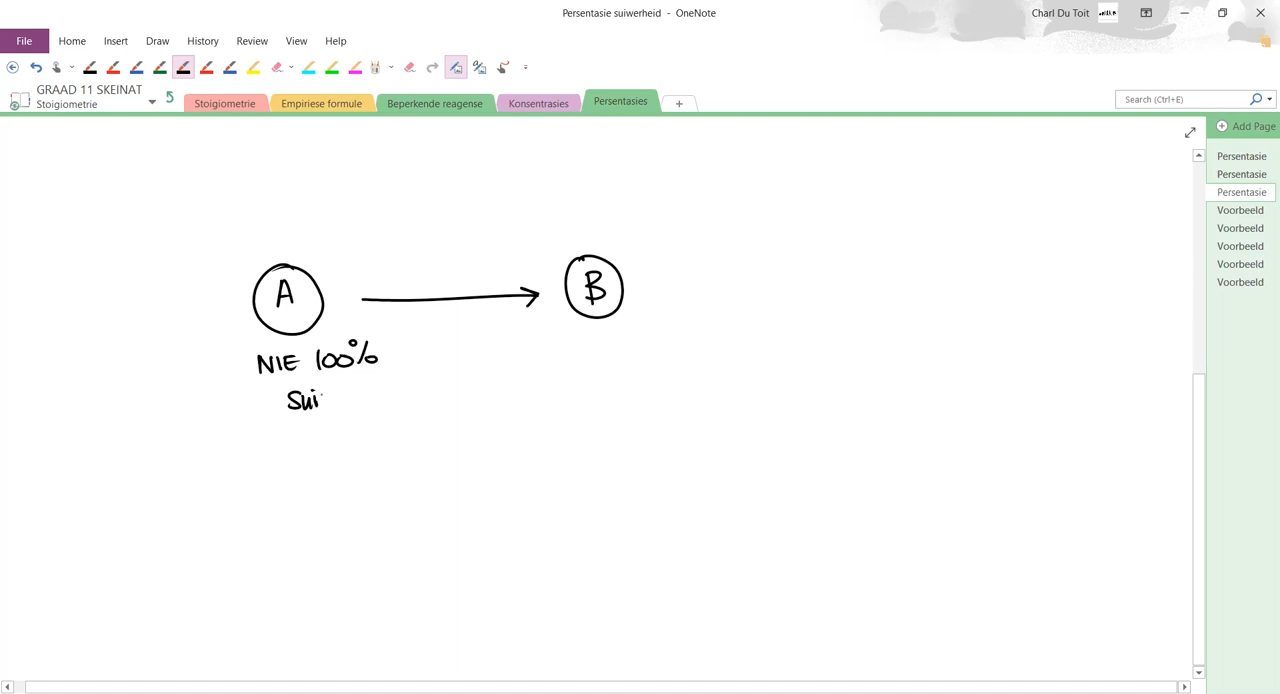 Persentasie suiwerheid - OneNote
Charl Du Toit
File Home Insert Draw History Review View Help
GRAAD 11 SKEINAT
Stoigiometrie
Stoigiometrie Empiriese formule Beperkende reagense Konsentrasies Persentasies +
Search (Ctrl+E)
Add Page
Persentasie
Persentasie
Persentasie
Voorbeeld
Voorbeeld
Voorbeeld
Voorbeeld
Voorbeeld
A → B
NIE 100%
Sui